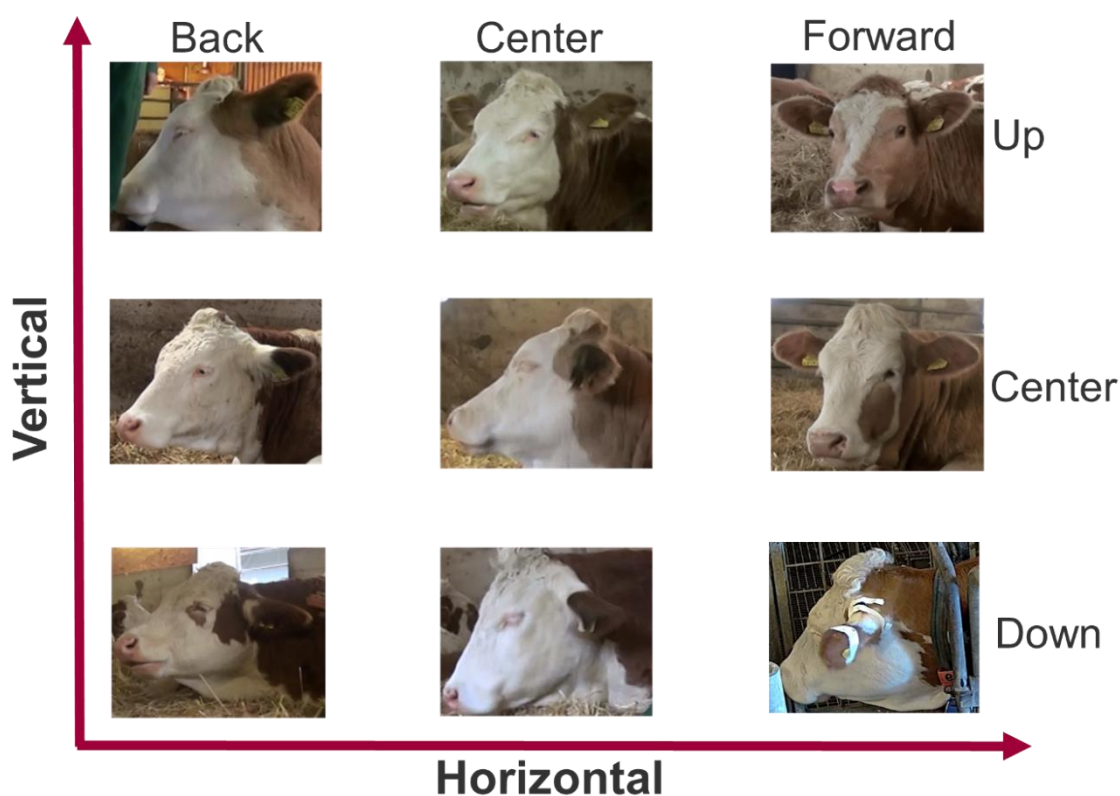 Back
Center
Forward
Up
Vertical
Center
Down
Horizontal